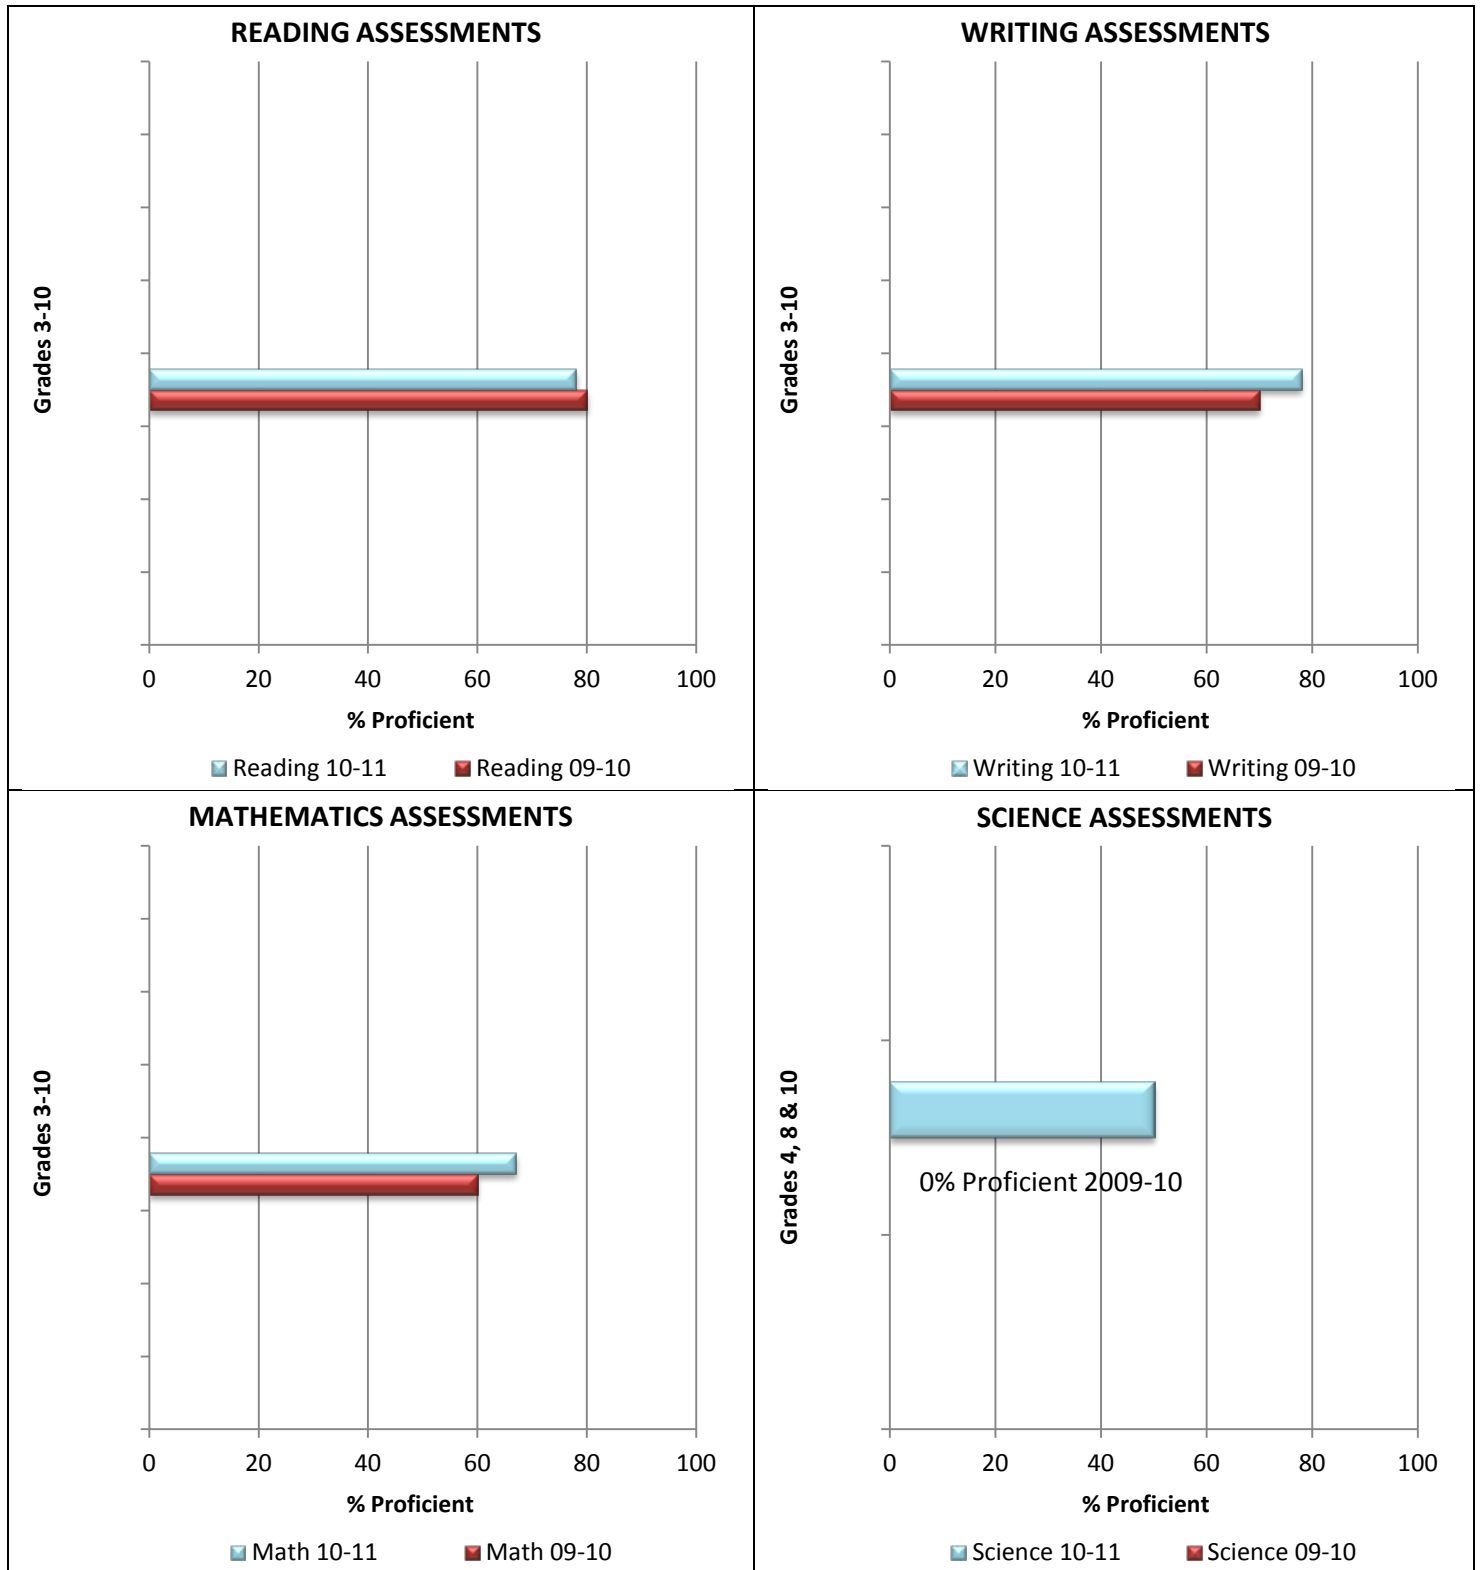 READING ASSESSMENTS
Grades 3-10
0 20 40 60 80 100
% Proficient
Reading 10-11 Reading 09-10
WRITING ASSESSMENTS
Grades 3-10
0 20 40 60 80 100
% Proficient
Writing 10-11 Writing 09-10
MATHEMATICS ASSESSMENTS
Grades 3-10
0 20 40 60 80 100
% Proficient
Math 10-11 Math 09-10
SCIENCE ASSESSMENTS
Grades 4, 8 & 10
0% Proficient 2009-10
0 20 40 60 80 100
% Proficient
Science 10-11 Science 09-10